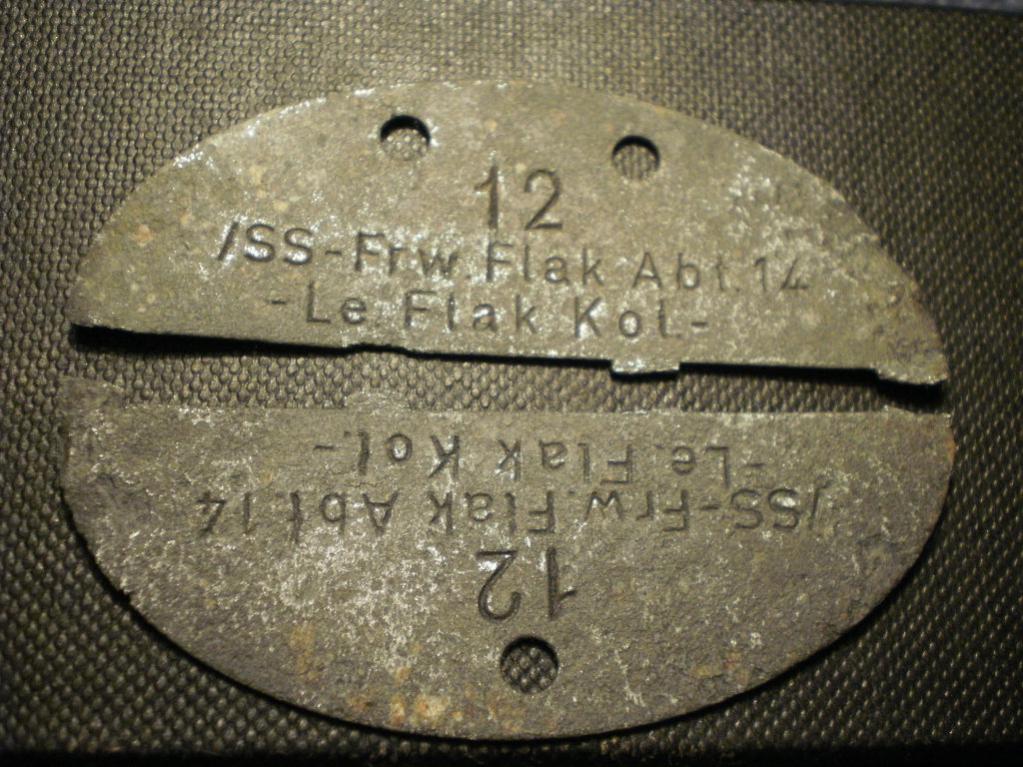 12
/SS-Frw.Flak Abt.14
-Le Flak Kol.-
-Le.Flak Kol.-
/SS-Frw.Flak Abt.14
12